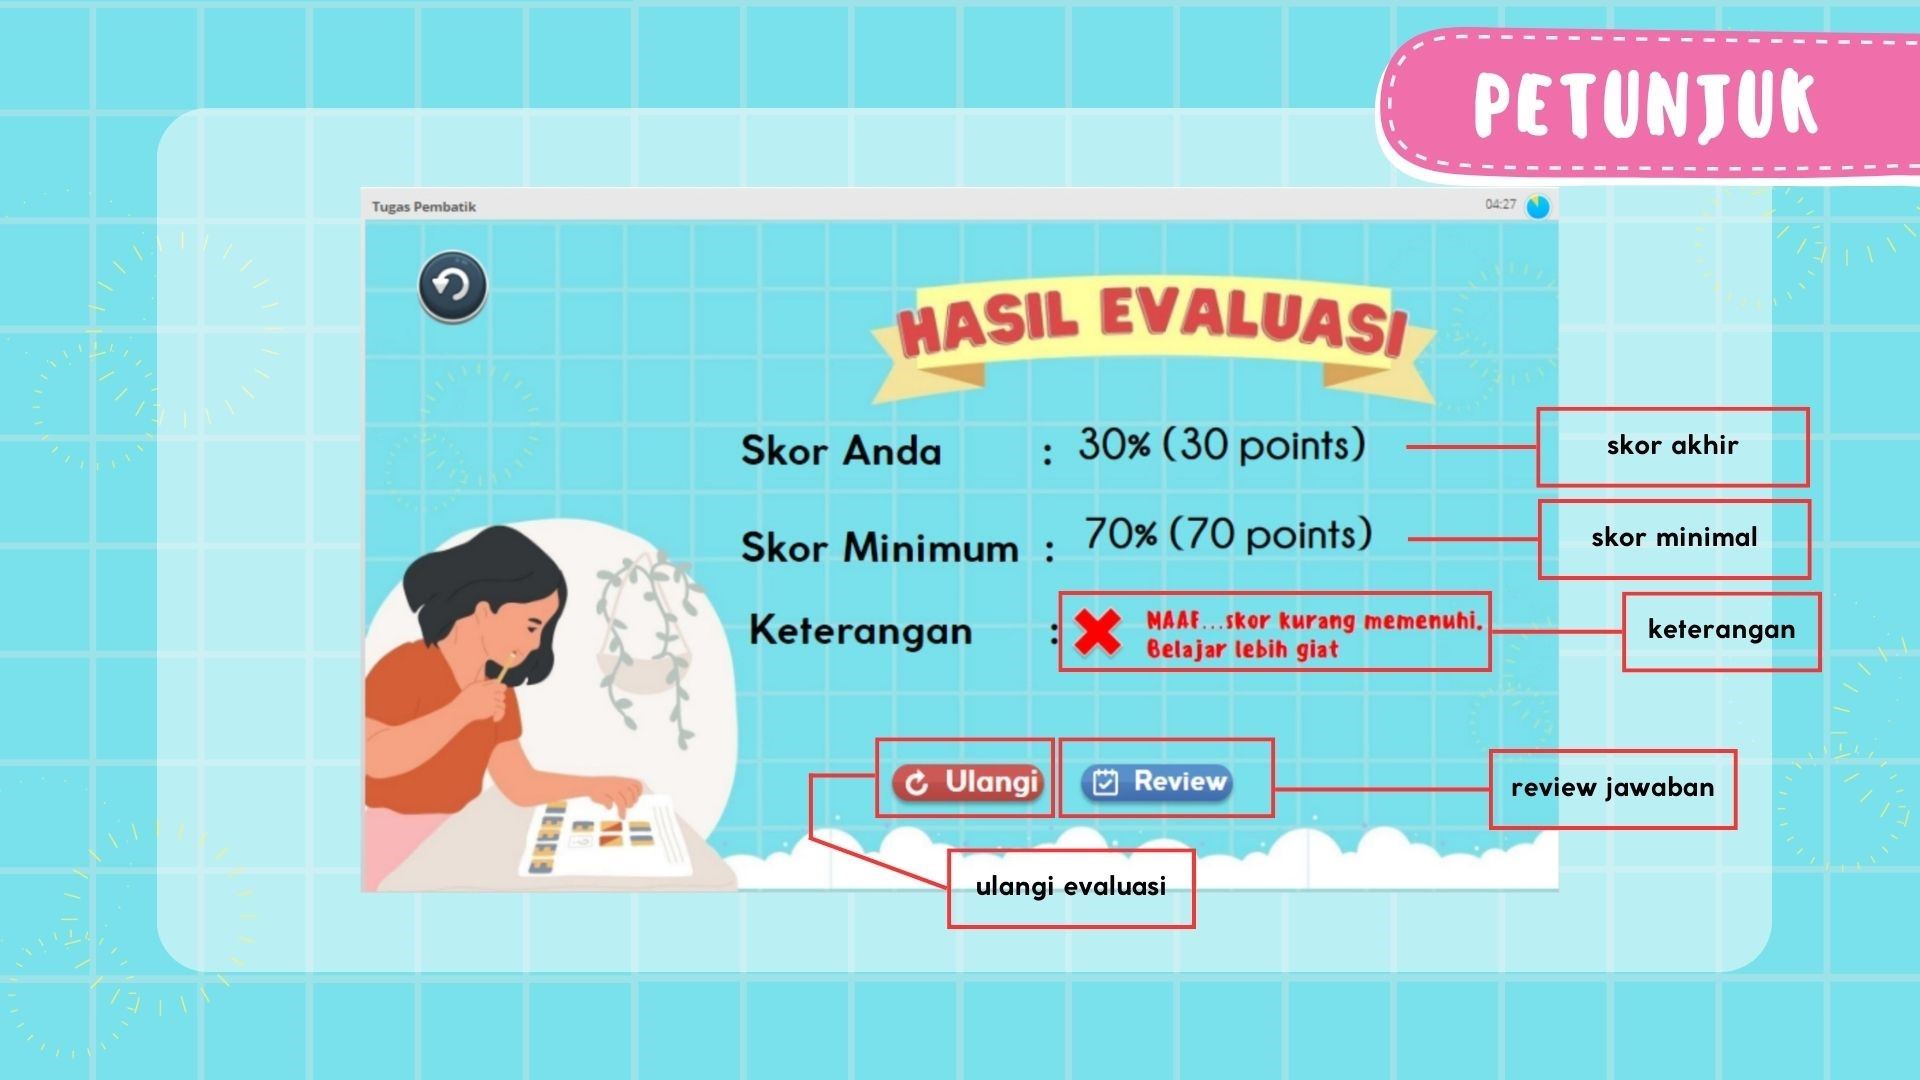 PETUNJUK
Tugas Pembatik
04:27
HASIL EVALUASI
Skor Anda : 30% (30 points)
skor akhir
Skor Minimum : 70% (70 points)
skor minimal
Keterangan : MAAF...skor kurang memenuhi.
Belajar lebih giat
keterangan
Ulangi
Review
review jawaban
ulangi evaluasi